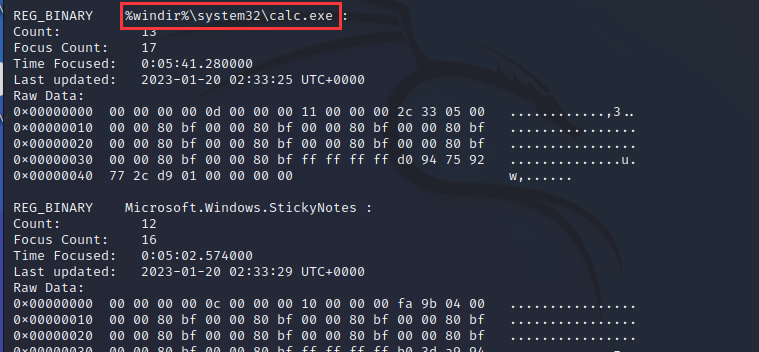 REG_BINARY    %windir%\system32\calc.exe :
Count:          13
Focus Count:    17
Time Focused:   0:05:41.280000
Last updated:   2023-01-20 02:33:25 UTC+0000
Raw Data:
0×00000000  00 00 00 00 0d 00 00 00 11 00 00 00 2c 33 05 00   ............,3..
0×00000010  00 00 80 bf 00 00 80 bf 00 00 80 bf 00 00 80 bf   ................
0×00000020  00 00 80 bf 00 00 80 bf 00 00 80 bf 00 00 80 bf   ................
0×00000030  00 00 80 bf 00 00 80 bf ff ff ff ff d0 94 75 92   ..............u.
0×00000040  77 2c d9 01 00 00 00 00                           w,......
REG_BINARY    Microsoft.Windows.StickyNotes :
Count:          12
Focus Count:    16
Time Focused:   0:05:02.574000
Last updated:   2023-01-20 02:33:29 UTC+0000
Raw Data:
0×00000000  00 00 00 00 0c 00 00 00 10 00 00 00 fa 9b 04 00   ................
0×00000010  00 00 80 bf 00 00 80 bf 00 00 80 bf 00 00 80 bf   ................
0×00000020  00 00 80 bf 00 00 80 bf 00 00 80 bf 00 00 80 bf   ................